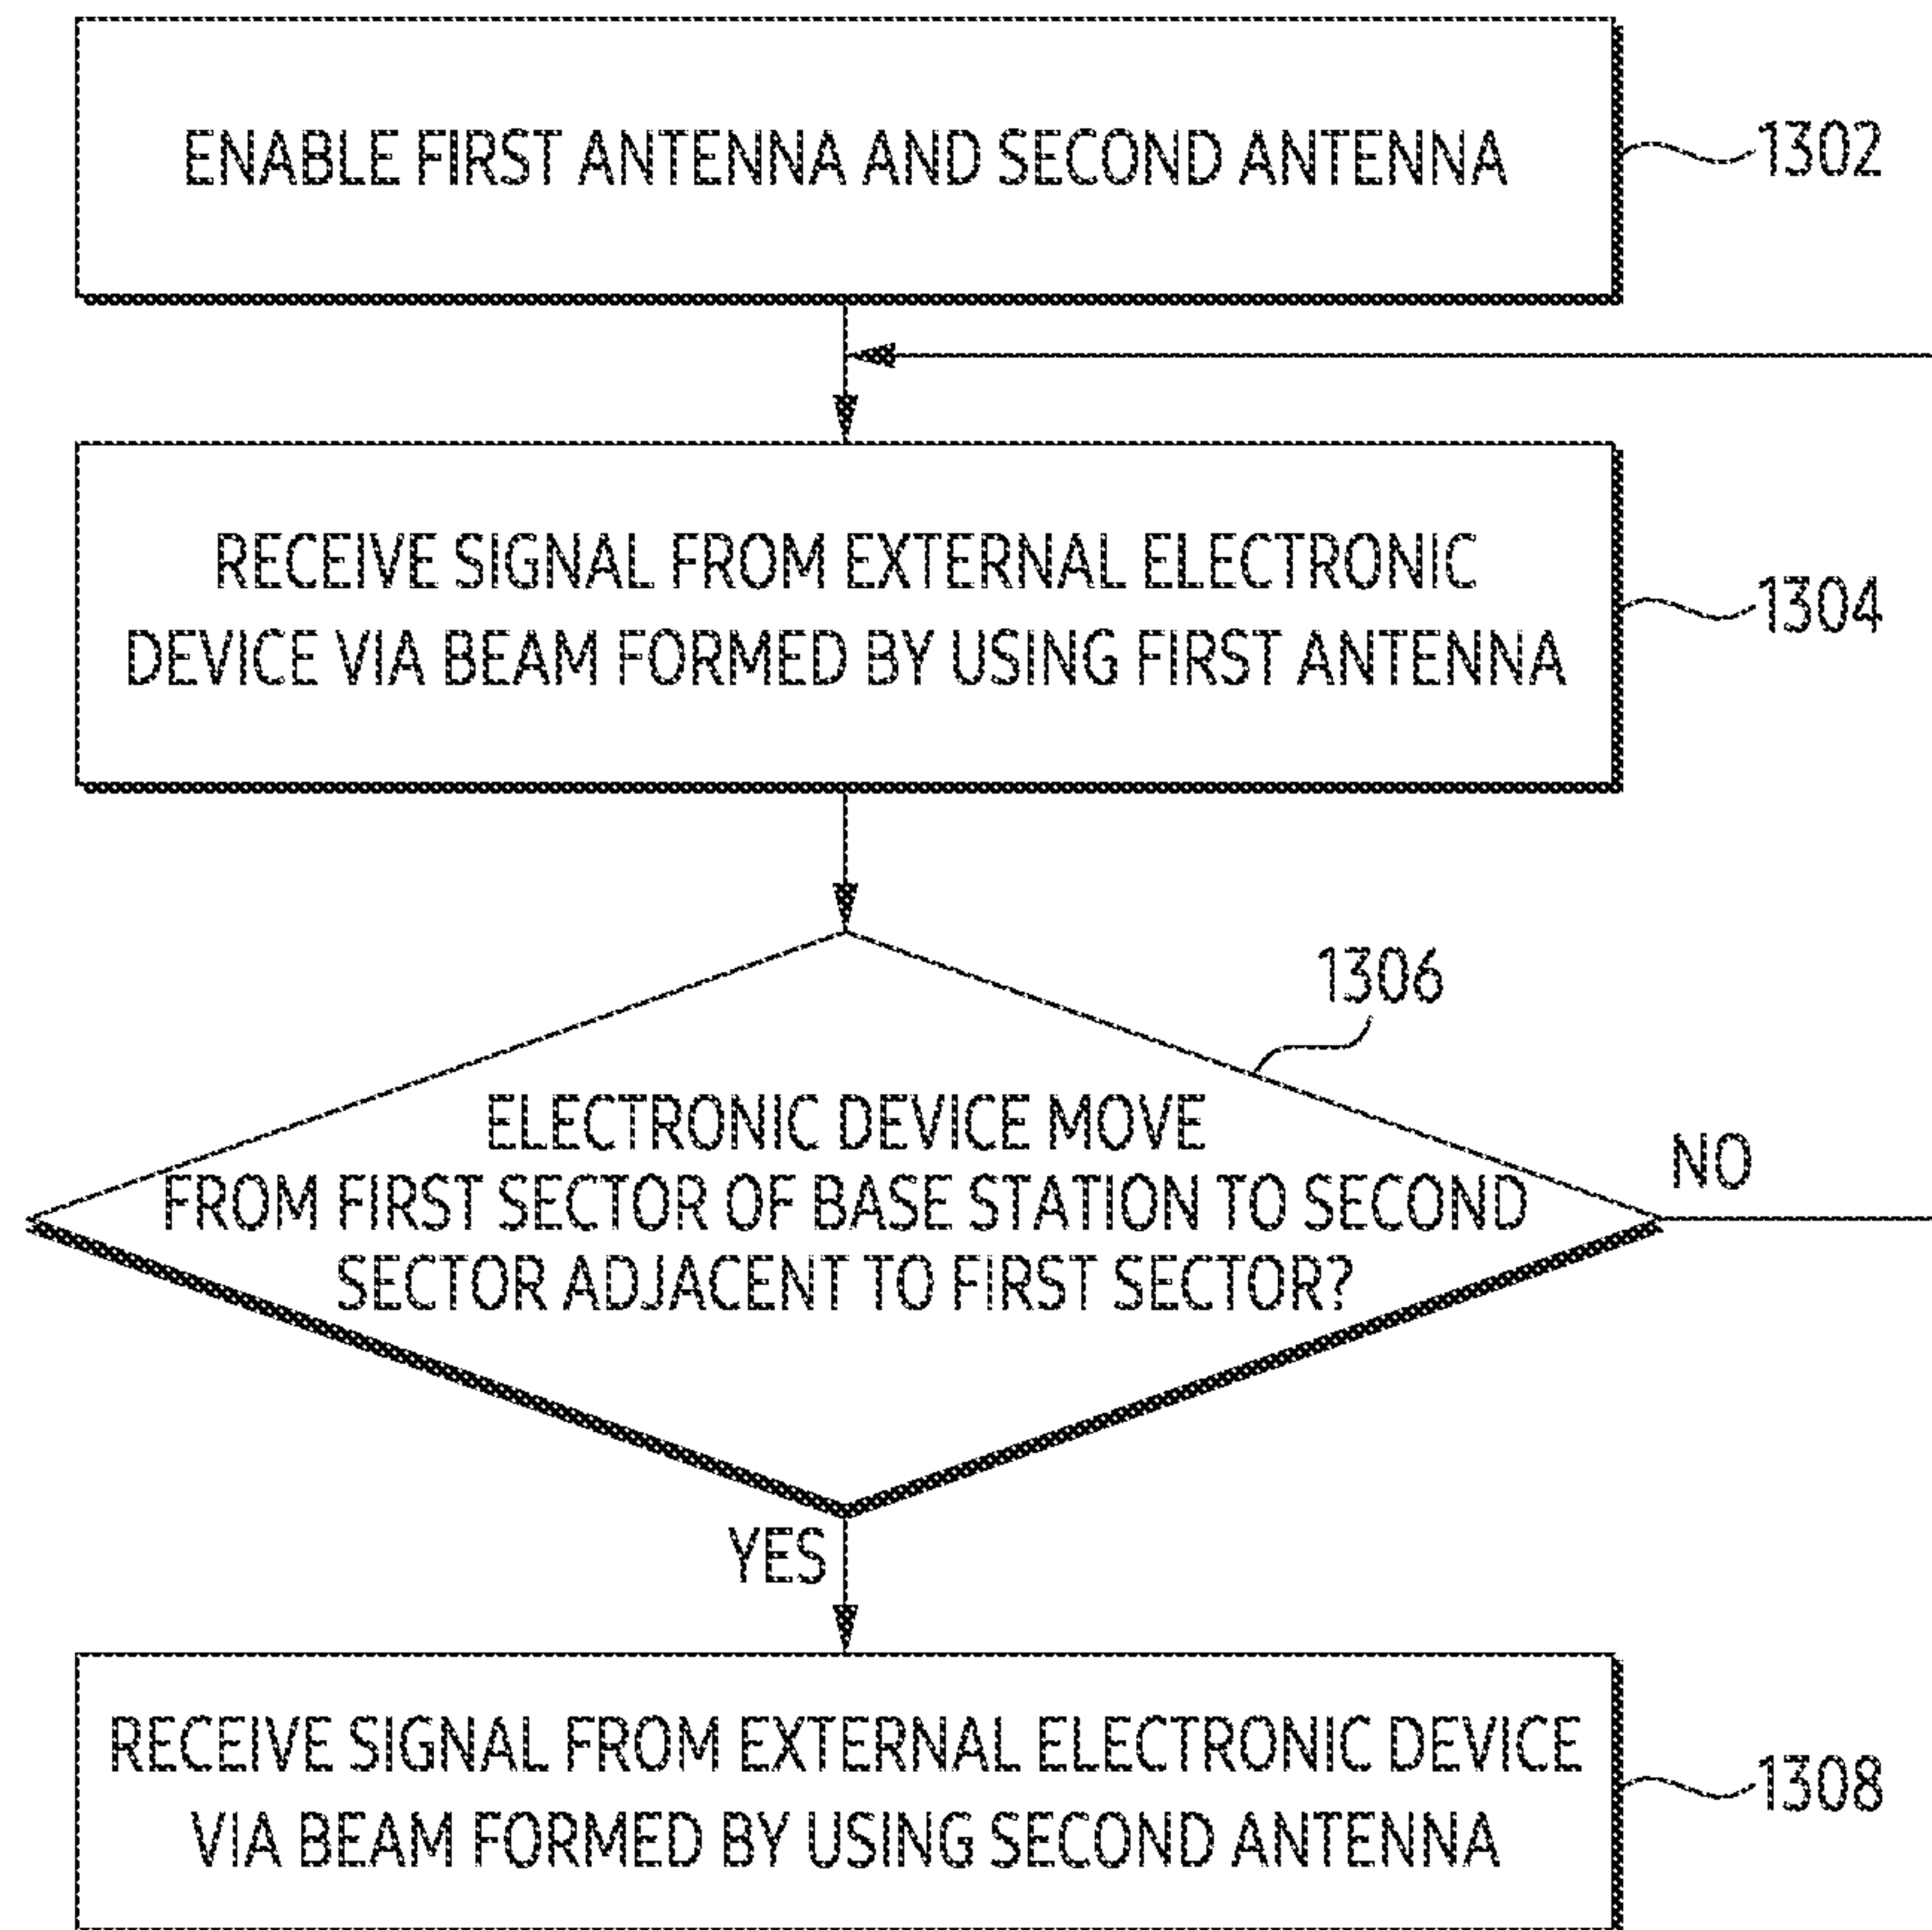 ENABLE FIRST ANTENNA AND SECOND ANTENNA
1302
RECEIVE SIGNAL FROM EXTERNAL ELECTRONIC
DEVICE VIA BEAM FORMED BY USING FIRST ANTENNA
1304
1306
ELECTRONIC DEVICE MOVE
FROM FIRST SECTOR OF BASE STATION TO SECOND
SECTOR ADJACENT TO FIRST SECTOR?
NO
YES
RECEIVE SIGNAL FROM EXTERNAL ELECTRONIC DEVICE
VIA BEAM FORMED BY USING SECOND ANTENNA
1308